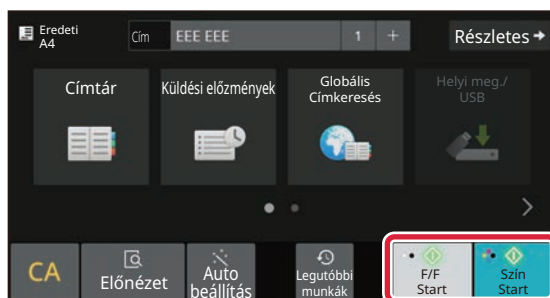 Eredeti
A4
Cím
EEE EEE
1
+
Részletes
Címtár
Küldési előzmények
Globális
Címkeresés
Helyi meg./
USB
CA
Előnézet
Auto
beállítás
Legutóbbi
munkák
F/F
Start
Szín
Start